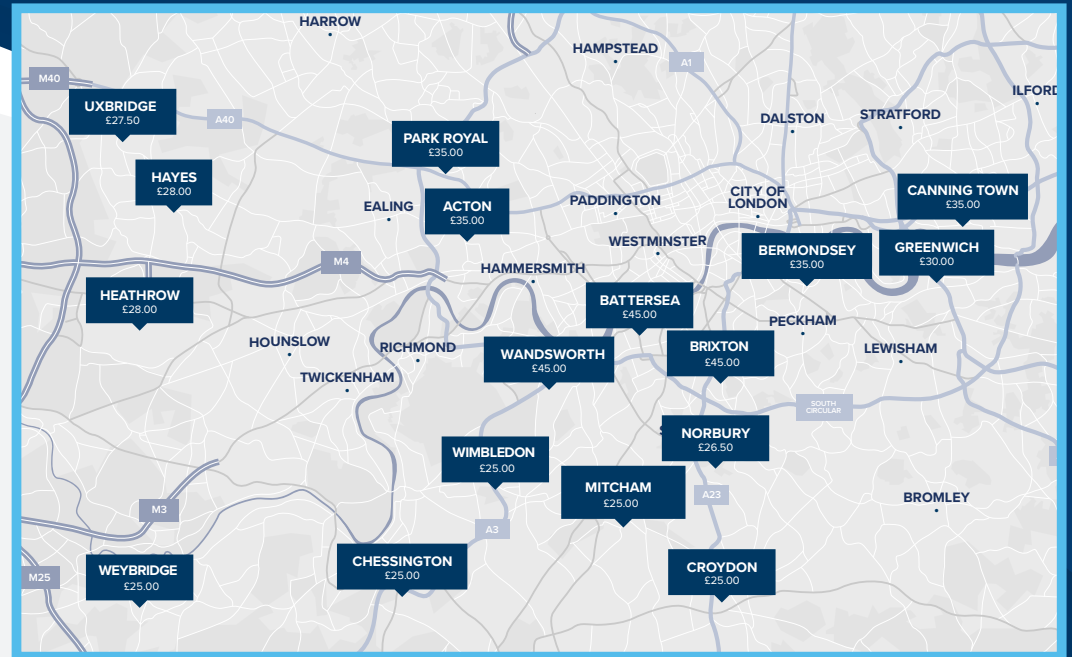 HARROW
HAMPSTEAD
A1
M40
UXBRIDGE
£27.50
A40
ILFORD
DALSTON
STRATFORD
PARK ROYAL
£35.00
HAYES
£28.00
EALING
ACTON
£35.00
PADDINGTON
CITY OF
LONDON
CANNING TOWN
£35.00
WESTMINSTER
BERMONDSEY
£35.00
GREENWICH
£30.00
M4
HAMMERSMITH
HEATHROW
£28.00
BATTERSEA
£45.00
PECKHAM
HOUNSLOW
RICHMOND
WANDSWORTH
£45.00
BRIXTON
£45.00
LEWISHAM
TWICKENHAM
SOUTH
CIRCULAR
NORBURY
£26.50
WIMBLEDON
£25.00
MITCHAM
£25.00
A23
BROMLEY
M3
A3
CHESSINGTON
£25.00
WEYBRIDGE
£25.00
M25
CROYDON
£25.00